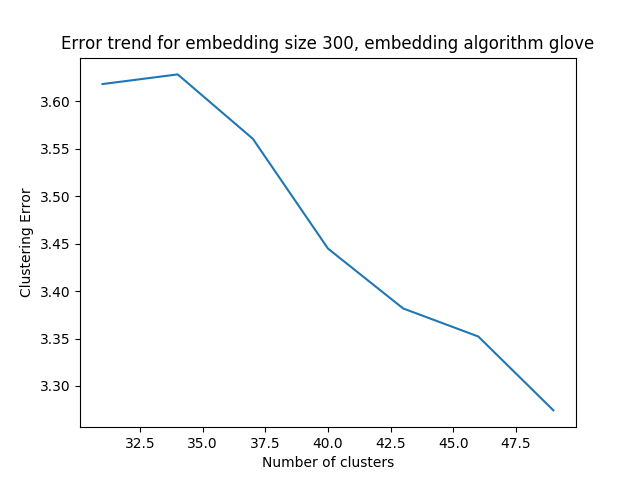 Error trend for embedding size 300, embedding algorithm glove
3.60
3.55
3.50
3.45
3.40
3.35
3.30
Clustering Error
32.5 35.0 37.5 40.0 42.5 45.0 47.5
Number of clusters